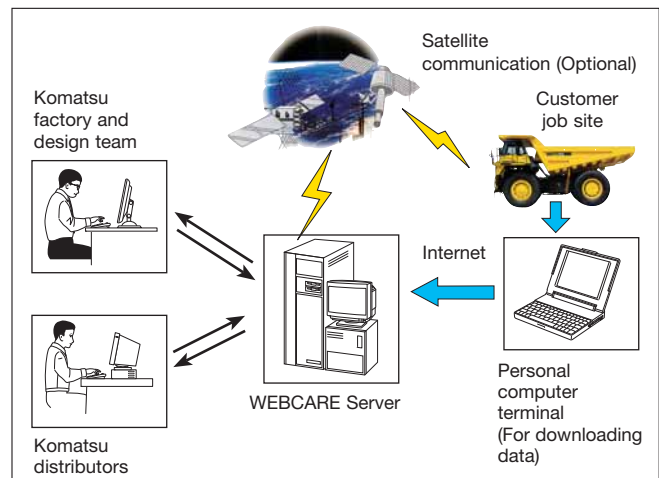 Satellite
communication (Optional)
Komatsu
factory and
design team
Customer
job site
Internet
WEBCARE Server
Personal
computer
terminal
(For downloading
data)
Komatsu
distributors